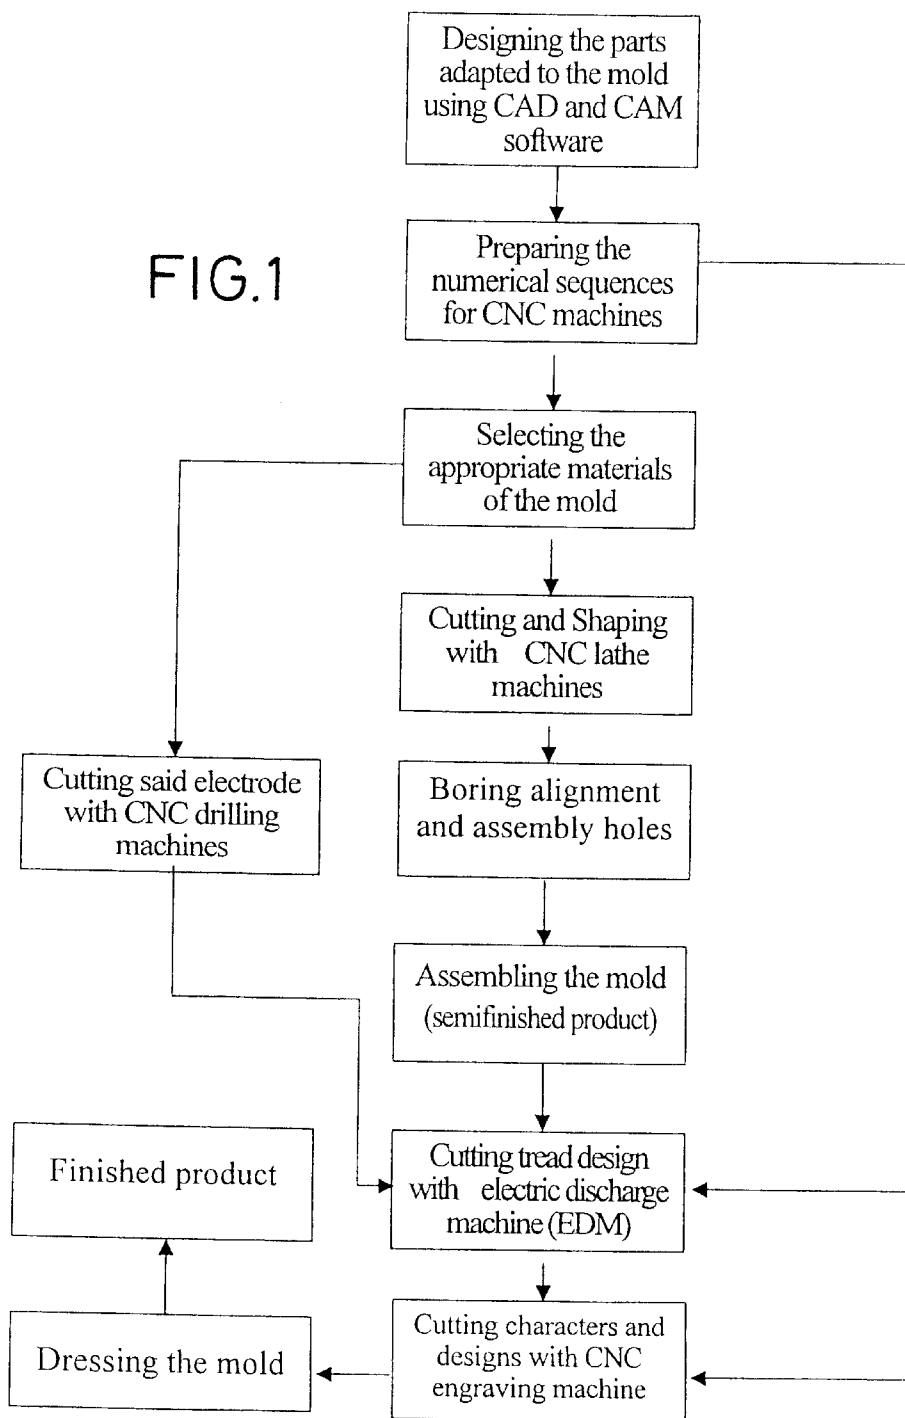 Designing the parts
adapted to the mold
using CAD and CAM
software
FIG.1
Preparing the
numerical sequences
for CNC machines
Selecting the
appropriate materials
of the mold
Cutting and Shaping
with CNC lathe
machines
Cutting said electrode
with CNC drilling
machines
Boring alignment
and assembly holes
Assembling the mold
(semifinished product)
Cutting tread design
with electric discharge
machine (EDM)
Finished product
Cutting characters and
designs with CNC
engraving machine
Dressing the mold